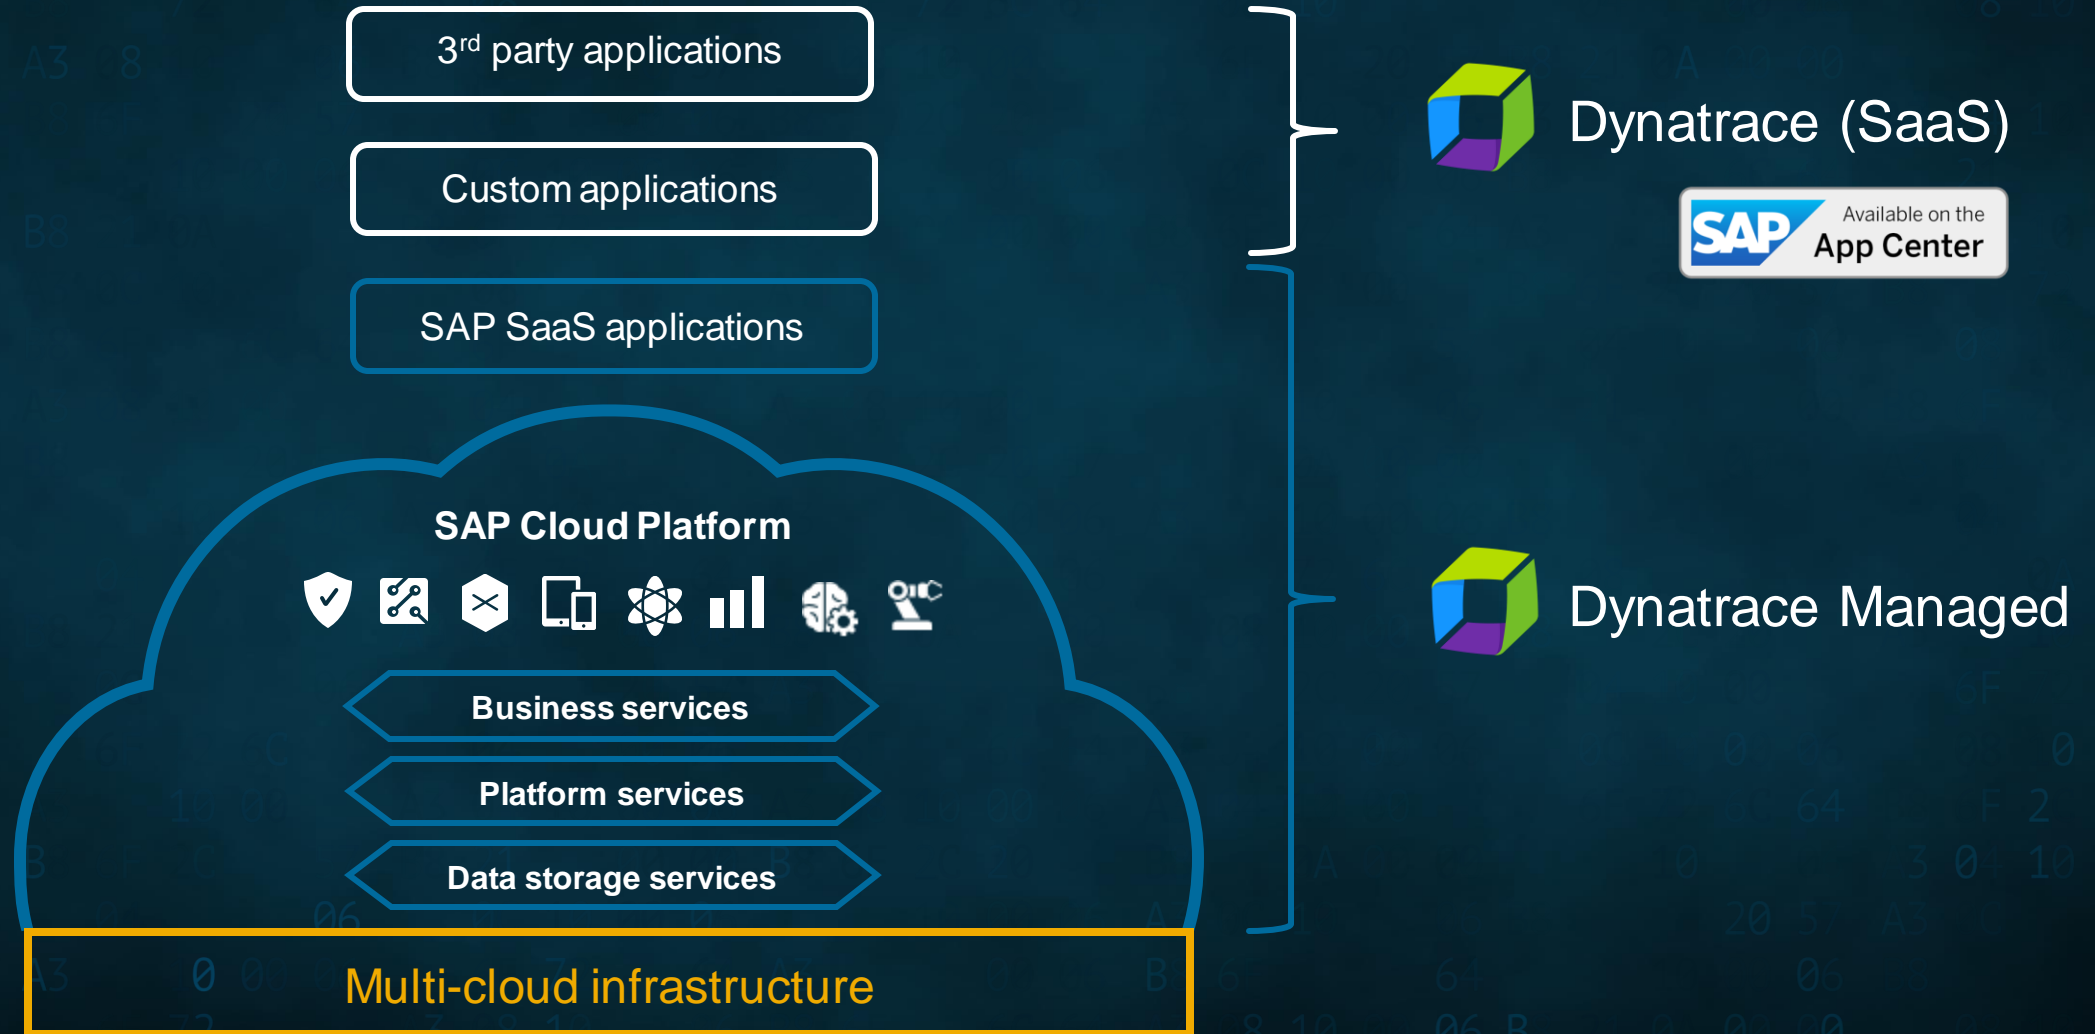 3rd party applications
Custom applications
SAP SaaS applications
SAP Cloud Platform
Business services
Platform services
Data storage services
Multi-cloud infrastructure
Dynatrace (SaaS)
SAP
Available on the
App Center
Dynatrace Managed